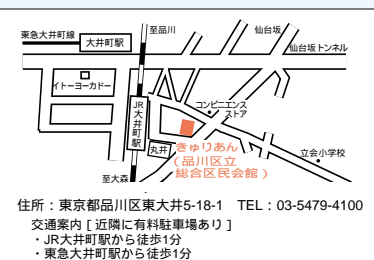 至品川
仙台坂
東急大井町線
大井町駅
仙台坂トンネル
イトーヨーカドー
コンビニエンス
ストア
JR大井町駅
丸井
きゅりあん
(品川区立
総合区民会館)
立会小学校
至大森
住所:東京都品川区東大井5-18-1 TEL:03-5479-4100
交通案内 [ 近隣に有料駐車場あり ]
・JR大井町駅から徒歩1分
・東急大井町駅から徒歩1分